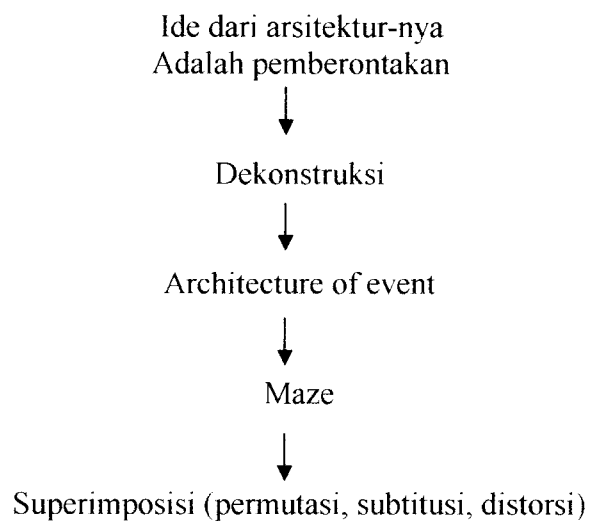 Ide dari arsitektur-nya
Adalah pemberontakan
Dekonstruksi
Architecture of event
Maze
Superimposisi (permutasi, subtitusi, distorsi)